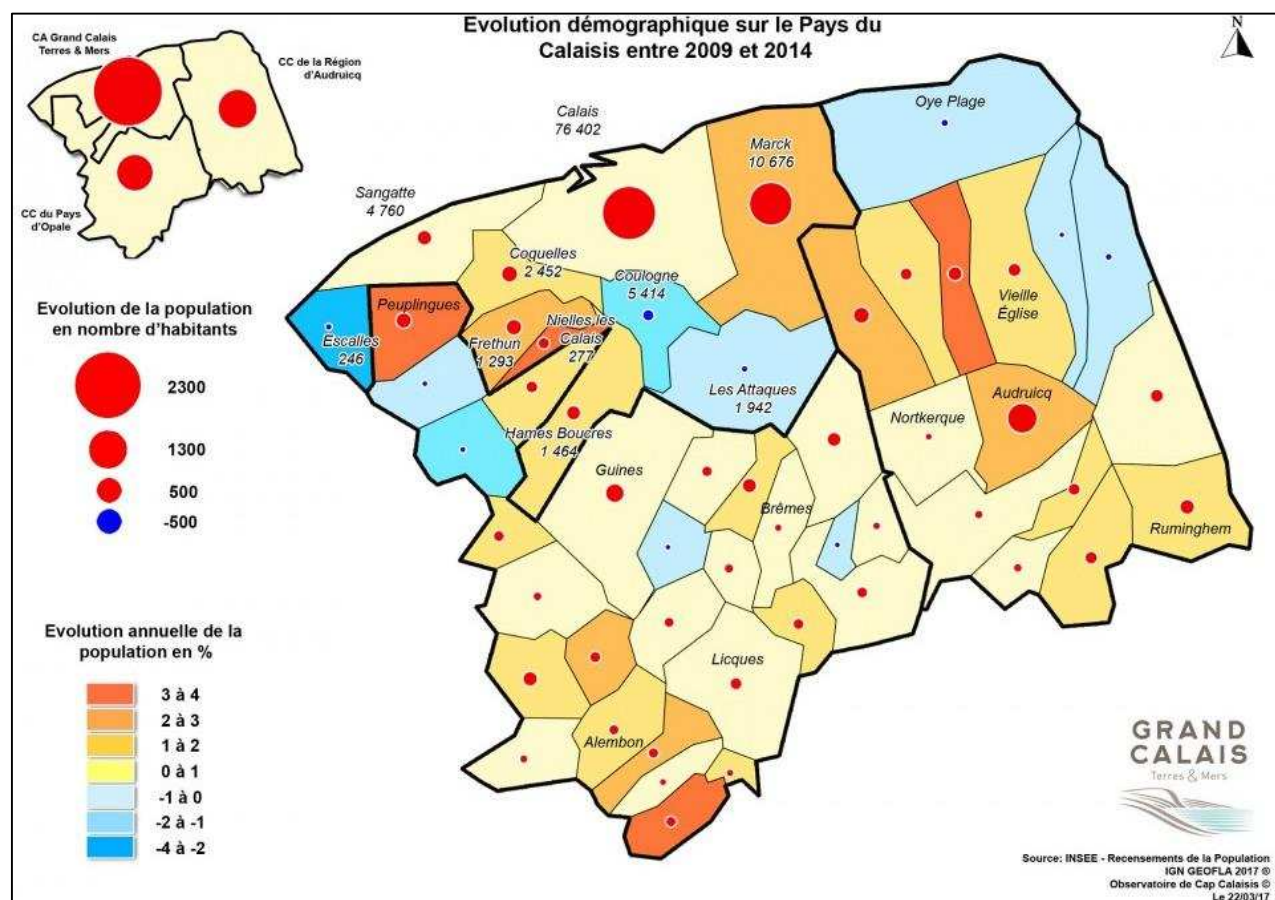 Evolution démographique sur le Pays du
Calaisis entre 2009 et 2014
N
CA Grand Calais
Terres & Mers
CC de la Région
d'Audruicq
CC du Pays
d'Opale
Evolution de la population
en nombre d'habitants
2300
1300
500
-500
Evolution annuelle de la
population en %
3 à 4
2 à 3
1 à 2
0 à 1
-1 à 0
-2 à -1
-4 à -2
Oye Plage
Calais
76 402
Marck
10 676
Sangatte
4 760
Coquelles
2 452
Coulogne
5 414
Vieille
Église
Peuplingues
Escalles
246
Frethun
1 293
Nielles les
Calais
277
Les Attaques
1 942
Audruicq
Nortkerque
Hames Boucres
1 464
Guines
Brêmes
Ruminghem
Licques
Alembon
GRAND
CALAIS
Terres & Mers
Source: INSEE - Recensements de la Population
IGN GEOFLA 2017 ®
Observatoire de Cap Calaisis ©
Le 22/03/17